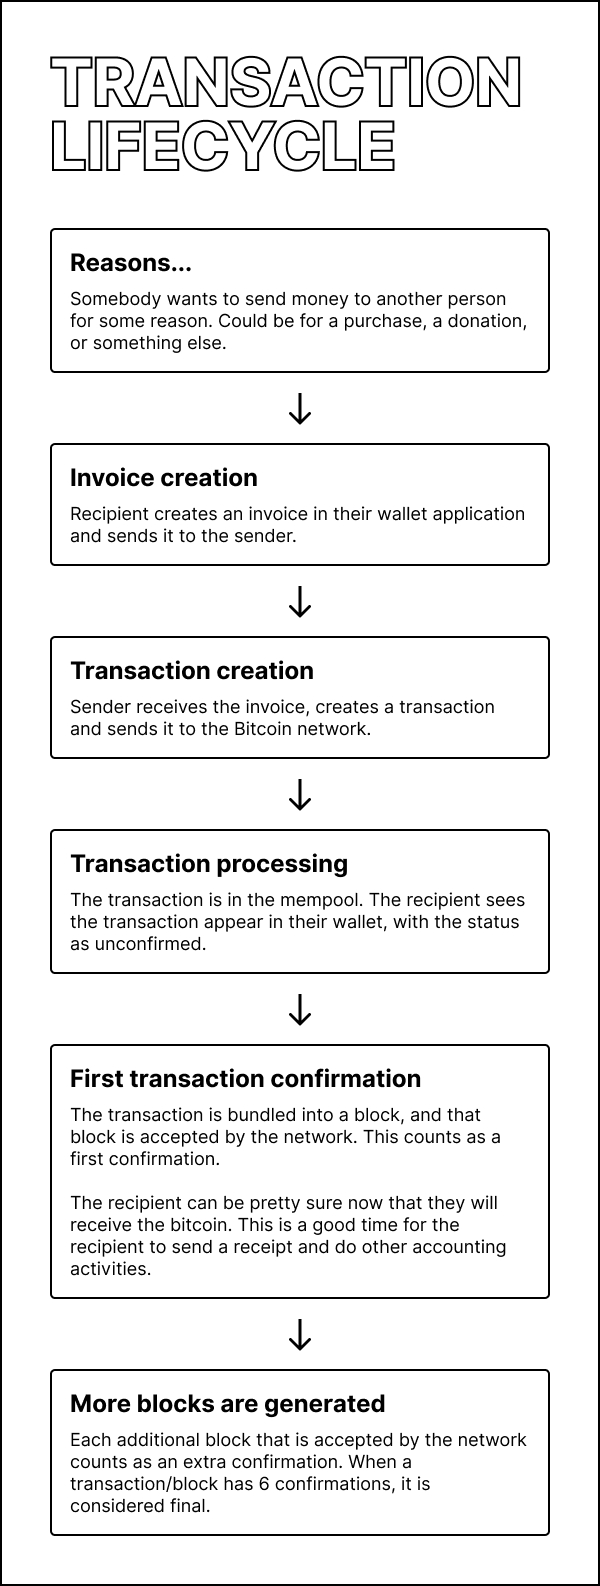 TRANSACTION
LIFECYCLE
Reasons...
Somebody wants to send money to another person
for some reason. Could be for a purchase, a donation,
or something else.
Invoice creation
Recipient creates an invoice in their wallet application
and sends it to the sender.
Transaction creation
Sender receives the invoice, creates a transaction
and sends it to the Bitcoin network.
Transaction processing
The transaction is in the mempool. The recipient sees
the transaction appear in their wallet, with the status
as unconfirmed.
First transaction confirmation
The transaction is bundled into a block, and that
block is accepted by the network. This counts as a
first confirmation.
The recipient can be pretty sure now that they will
receive the bitcoin. This is a good time for the
recipient to send a receipt and do other accounting
activities.
More blocks are generated
Each additional block that is accepted by the network
counts as an extra confirmation. When a
transaction/block has 6 confirmations, it is
considered final.